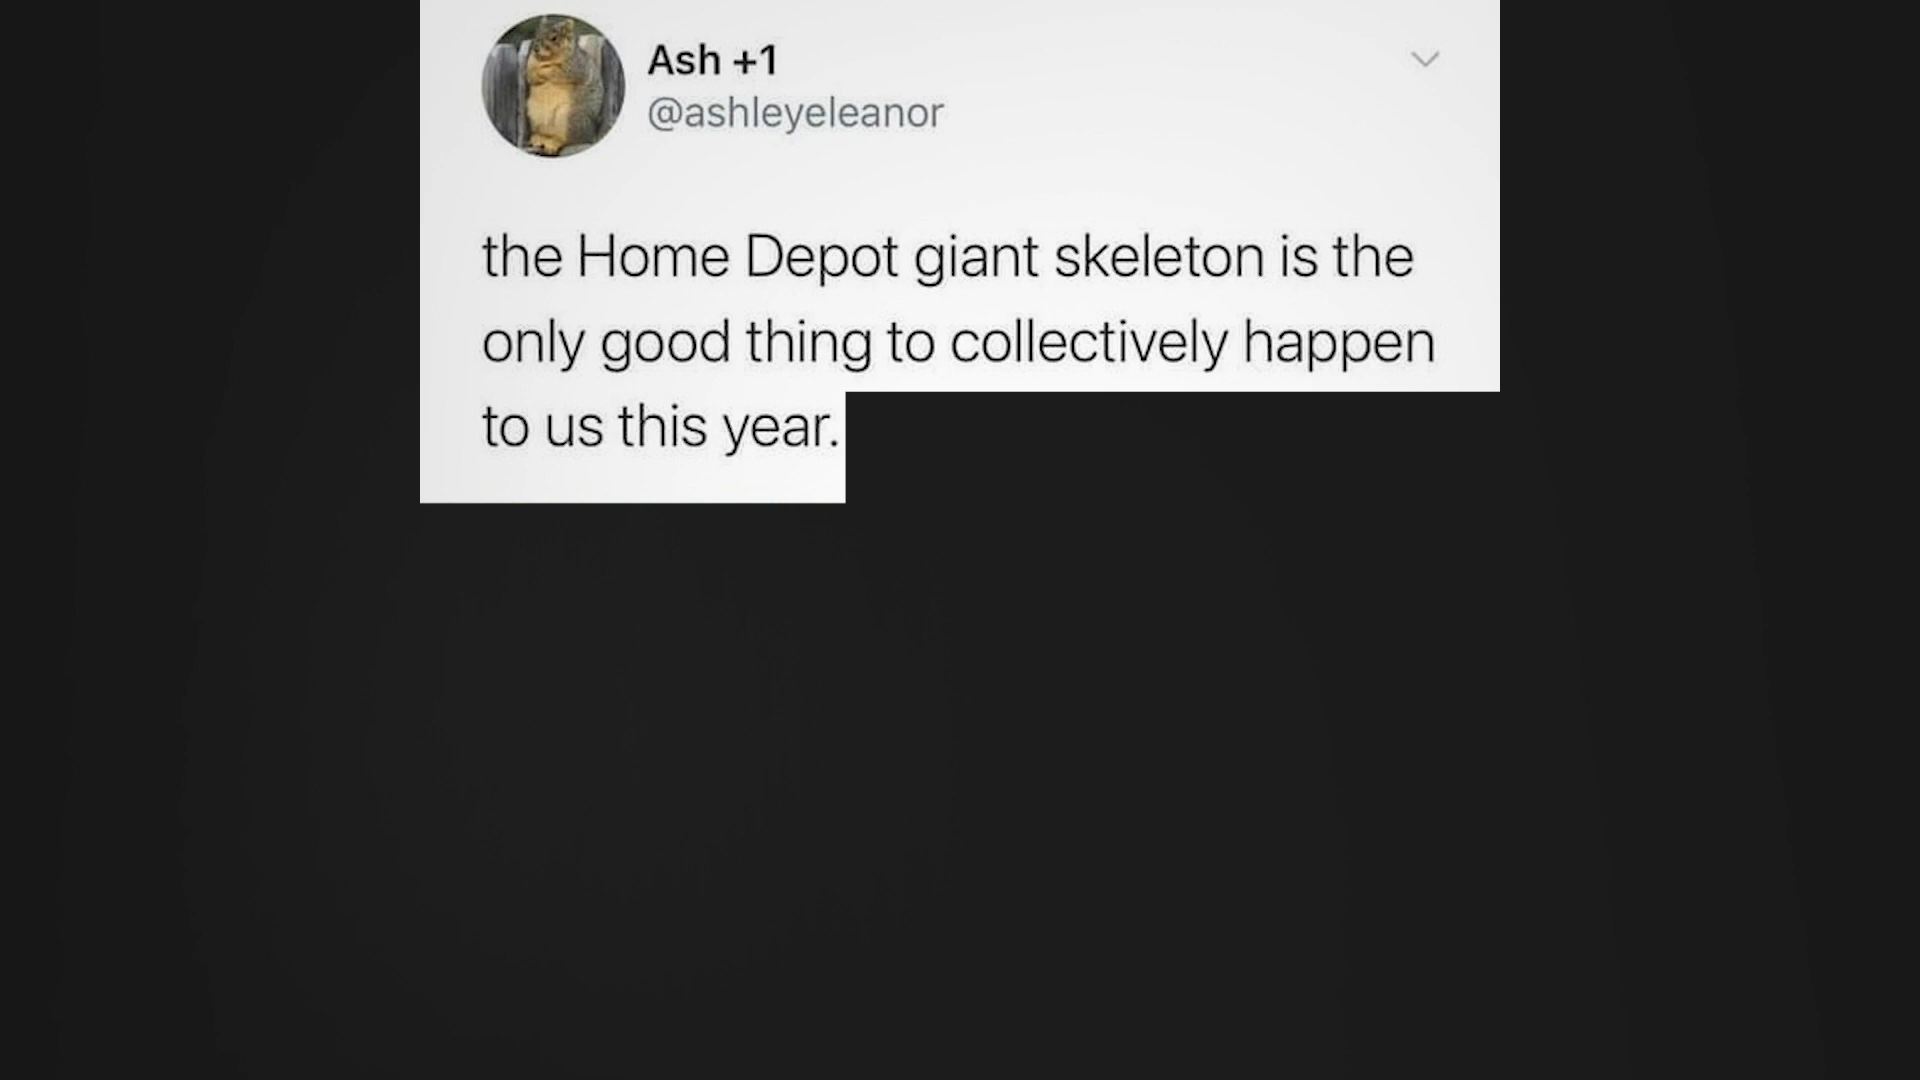 Ash +1
@ashleyeleanor
the Home Depot giant skeleton is the
only good thing to collectively happen
to us this year.